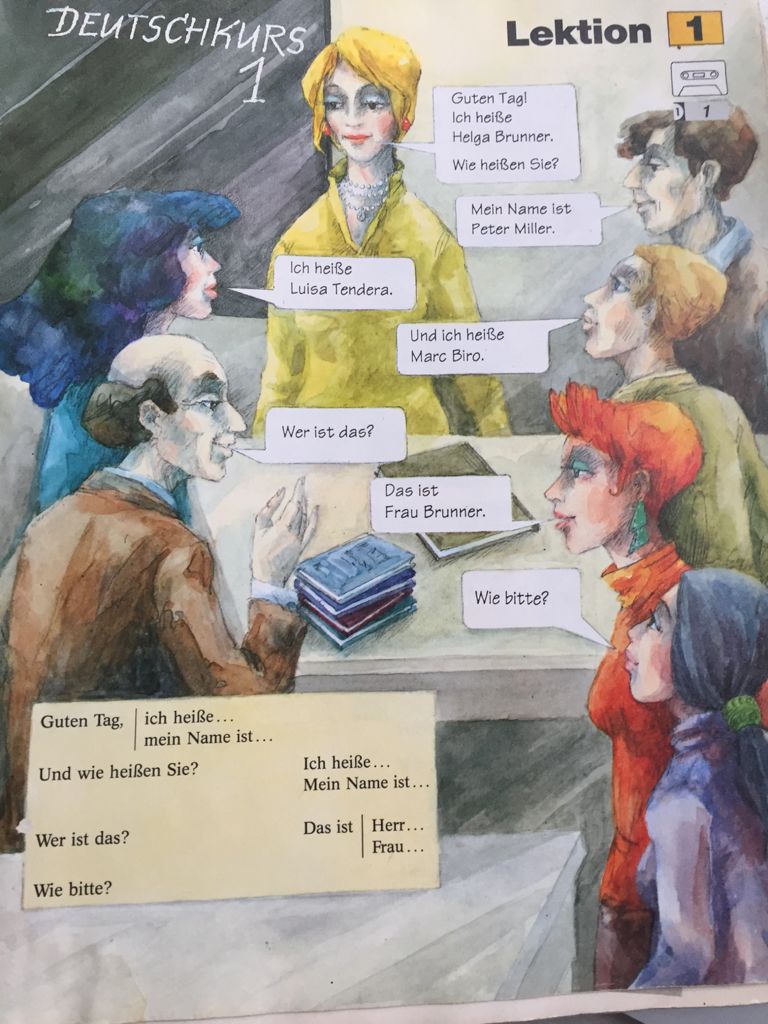 DEUTSCHKURS
1
Lektion 1
1 1
Guten Tag!
Ich heiße
Helga Brunner.
Wie heißen Sie?
Mein Name ist
Peter Miller.
Ich heiße
Luisa Tendera.
Und ich heiße
Marc Biro.
Wer ist das?
Das ist
Frau Brunner.
Wie bitte?
Guten Tag, ich heiße...
mein Name ist...
Und wie heißen Sie? Ich heiße...
Mein Name ist...
Wer ist das? Das ist Herr...
Frau...
Wie bitte?